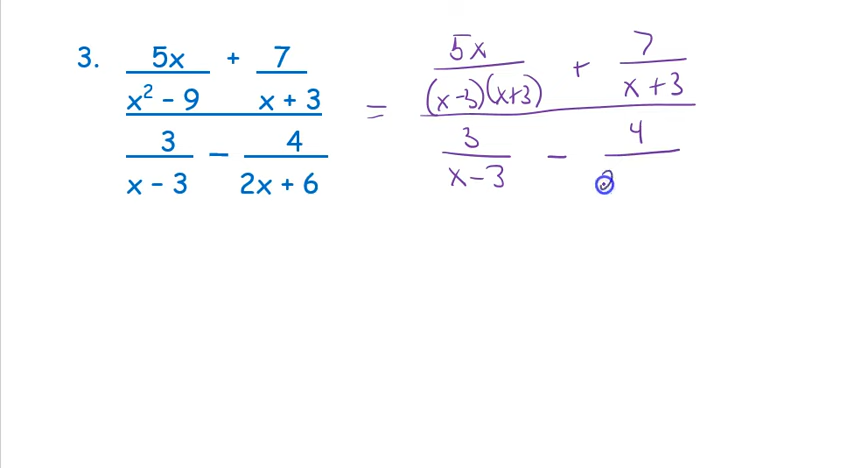 3. 5x + 7
x² - 9 x + 3
3 - 4
x - 3 2x + 6
= 5x + 7
(x-3)(x+3) x + 3
3 - 4
x - 3